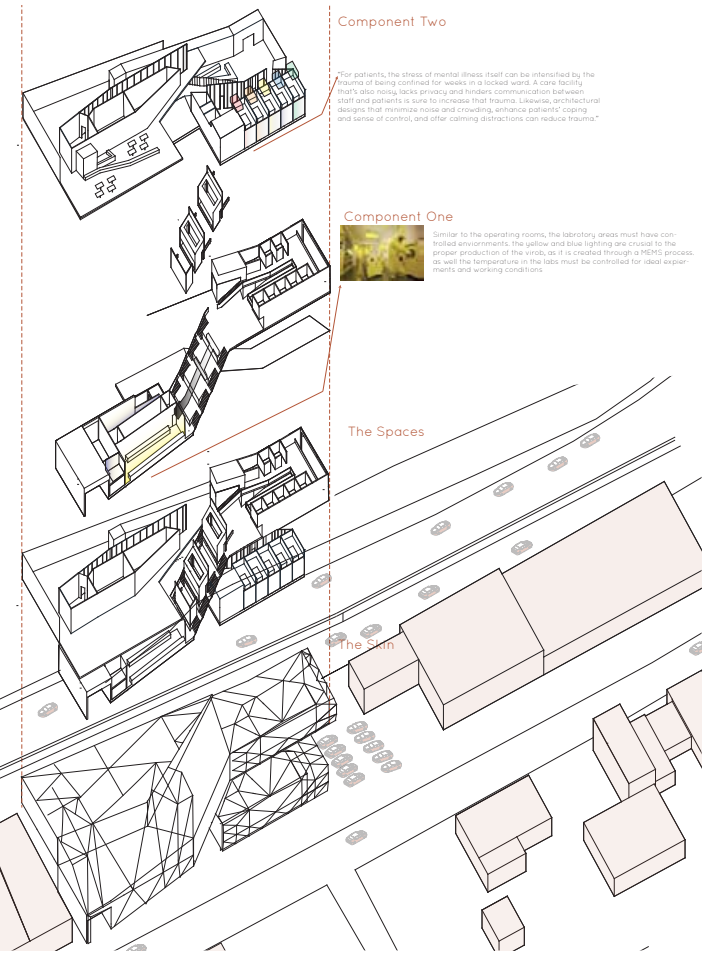 Component Two
"For patients, the stress of mental illness itself can be intensified by the
trauma of being confined for weeks in a locked ward. A care facility
that's also noisy, lacks privacy and hinders communication between
staff and patients is sure to increase that trauma. Likewise, architectural
designs that minimize noise and crowding, enhance patients' coping
and sense of control, and offer calming distractions can reduce trauma."
Component One
Similar to the operating rooms, the labrotory areas must have con-
trolled enviornments. the yellow and blue lighting are crusial to the
proper production of the virob, as it is created through a MEMS process.
as well the temperature in the labs must be controlled for ideal exper-
ments and working conditions
The Spaces
The Skin